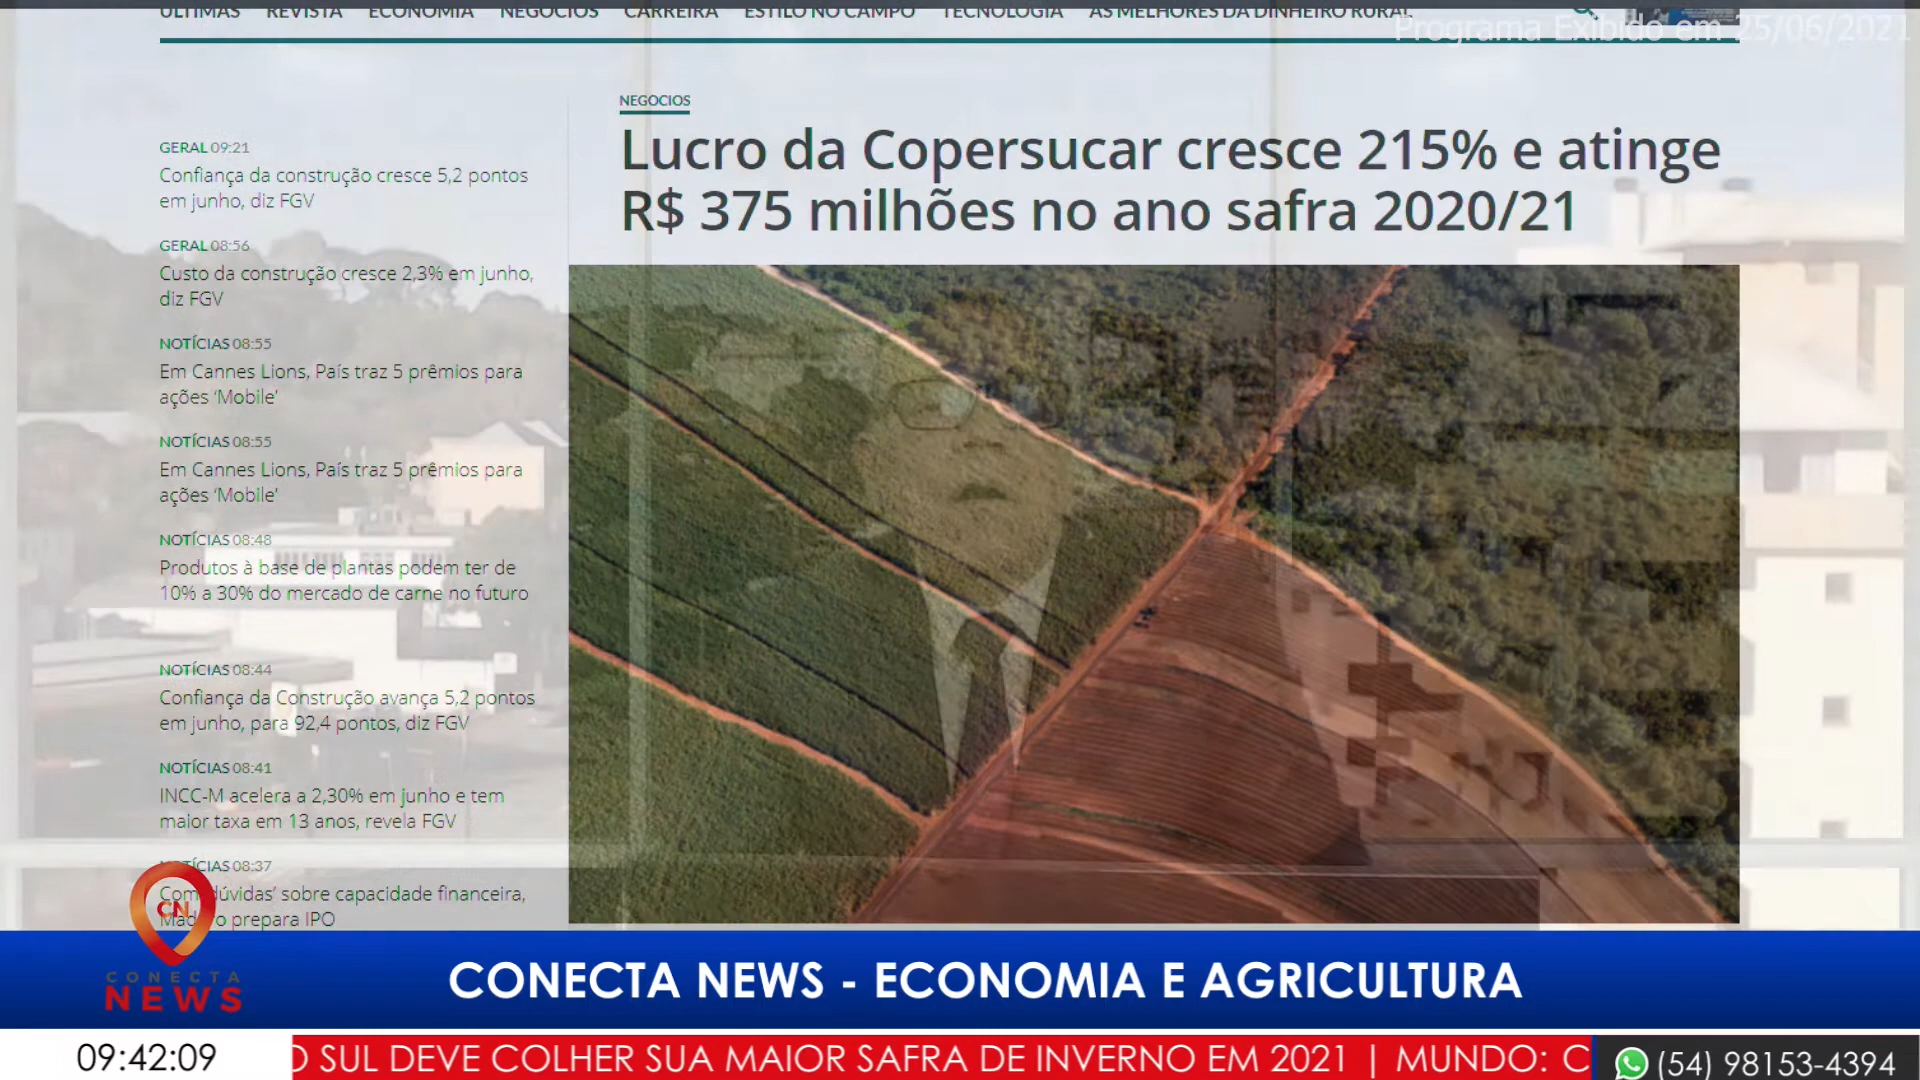 ÚLTIMAS REVISTA ECONOMIA NEGÓCIOS CARREIRA ESTILO NO CAMPO TECNOLOGIA AS MELHORES DA DINHEIRO RURAL
Programa Exibido em 25/06/2021
NEGÓCIOS
Lucro da Copersucar cresce 215% e atinge
R$ 375 milhões no ano safra 2020/21
GERAL 09:21
Confiança da construção cresce 5,2 pontos
em junho, diz FGV
GERAL 08:56
Custo da construção cresce 2,3% em junho,
diz FGV
NOTÍCIAS 08:55
Em Cannes Lions, País traz 5 prêmios para
ações ‘Mobile’
NOTÍCIAS 08:55
Em Cannes Lions, País traz 5 prêmios para
ações ‘Mobile’
NOTÍCIAS 08:48
Produtos à base de plantas podem ter de
10% a 30% do mercado de carne no futuro
NOTÍCIAS 08:44
Confiança da Construção avança 5,2 pontos
em junho, para 92,4 pontos, diz FGV
NOTÍCIAS 08:41
INCC-M acelera a 2,30% em junho e tem
maior taxa em 13 anos, revela FGV
NOTÍCIAS 08:37
Com dúvidas’ sobre capacidade financeira,
prepara IPO
CN
CONECTA
NEWS
CONECTA NEWS - ECONOMIA E AGRICULTURA
09:42:09
O SUL DEVE COLHER SUA MAIOR SAFRA DE INVERNO EM 2021 | MUNDO: C
(54) 98153-4394